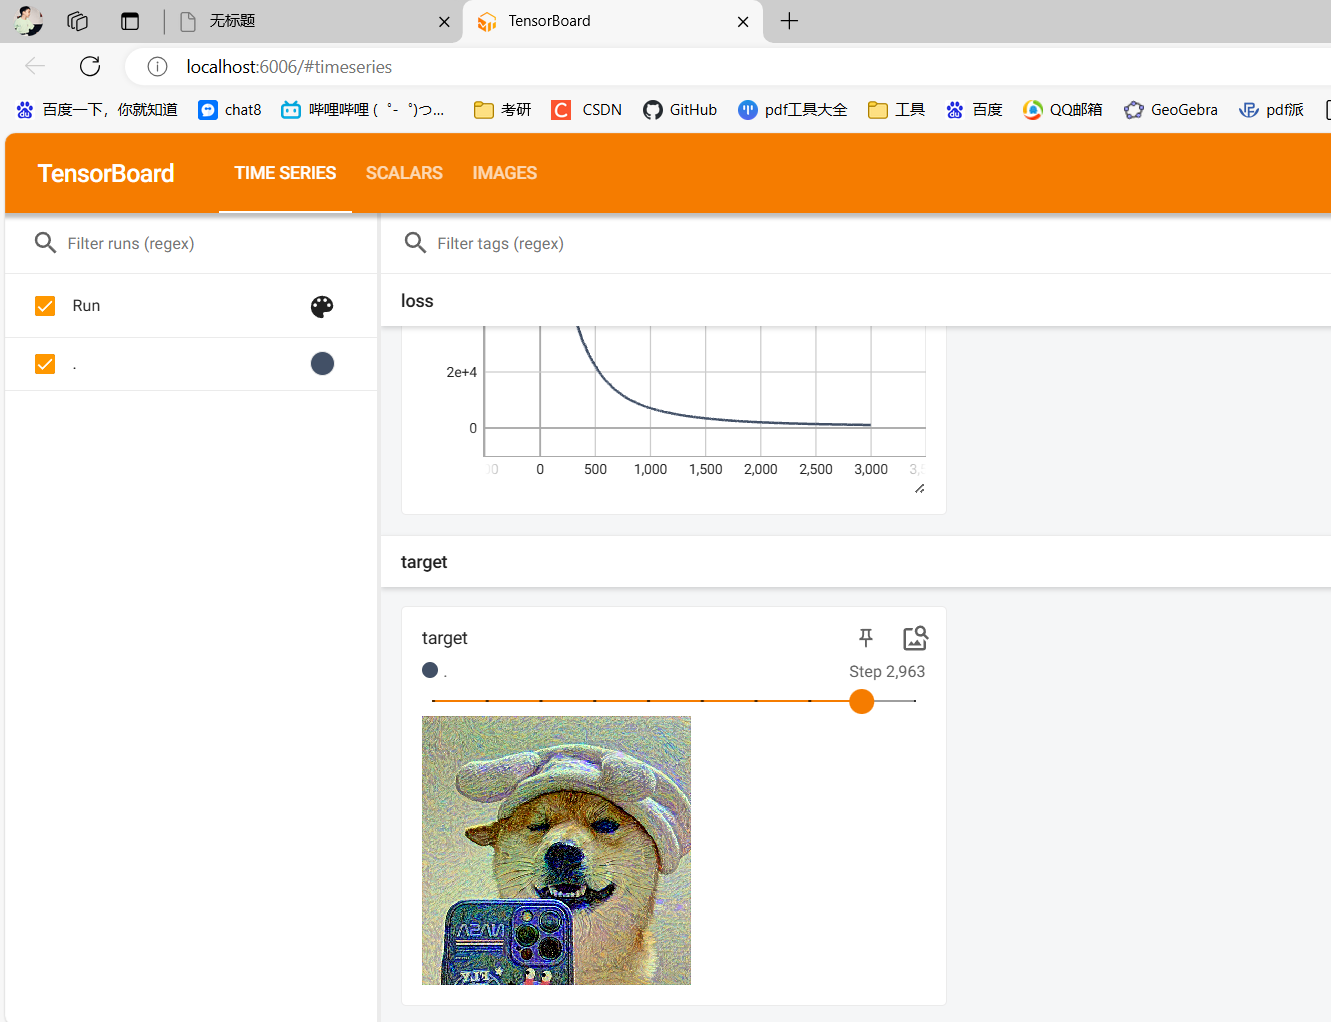 无标题
TensorBoard
localhost:6006/#timeseries
百度一下，你就知道
chat8
哔哩哔哩 ( ゜- ゜)つ...
考研
CSDN
GitHub
pdf工具大全
工具
百度
QQ邮箱
GeoGebra
pdf派
TensorBoard
TIME SERIES
SCALARS
IMAGES
Filter runs (regex)
Filter tags (regex)
Run
.
loss
2e+4
0
0 500 1,000 1,500 2,000 2,500 3,000
target
target
.
Step 2,963
NASA